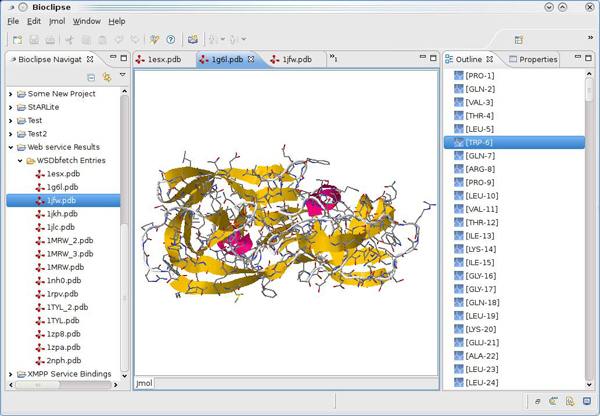 Bioclipse
File Edit Jmol Window Help
Bioclipse Navigat
Some New Project
StARLite
Test
Test2
Web service Results
WSDbfetch Entries
1esx.pdb
1g6l.pdb
1jfw.pdb
1jkh.pdb
1jlc.pdb
1MRW_2.pdb
1MRW_3.pdb
1MRW.pdb
1nh0.pdb
1rpv.pdb
1TYL_2.pdb
1TYL.pdb
1zp8.pdb
1zpa.pdb
2nph.pdb
XMPP Service Bindings
1esx.pdb 1g6l.pdb 1jfw.pdb »1
Jmol
Outline Properties
[PRO-1]
[GLN-2]
[VAL-3]
[THR-4]
[LEU-5]
[TRP-6]
[GLN-7]
[ARG-8]
[PRO-9]
[LEU-10]
[VAL-11]
[THR-12]
[ILE-13]
[LYS-14]
[ILE-15]
[GLY-16]
[GLY-17]
[GLN-18]
[LEU-19]
[LYS-20]
[GLU-21]
[ALA-22]
[LEU-23]
[LEU-24]